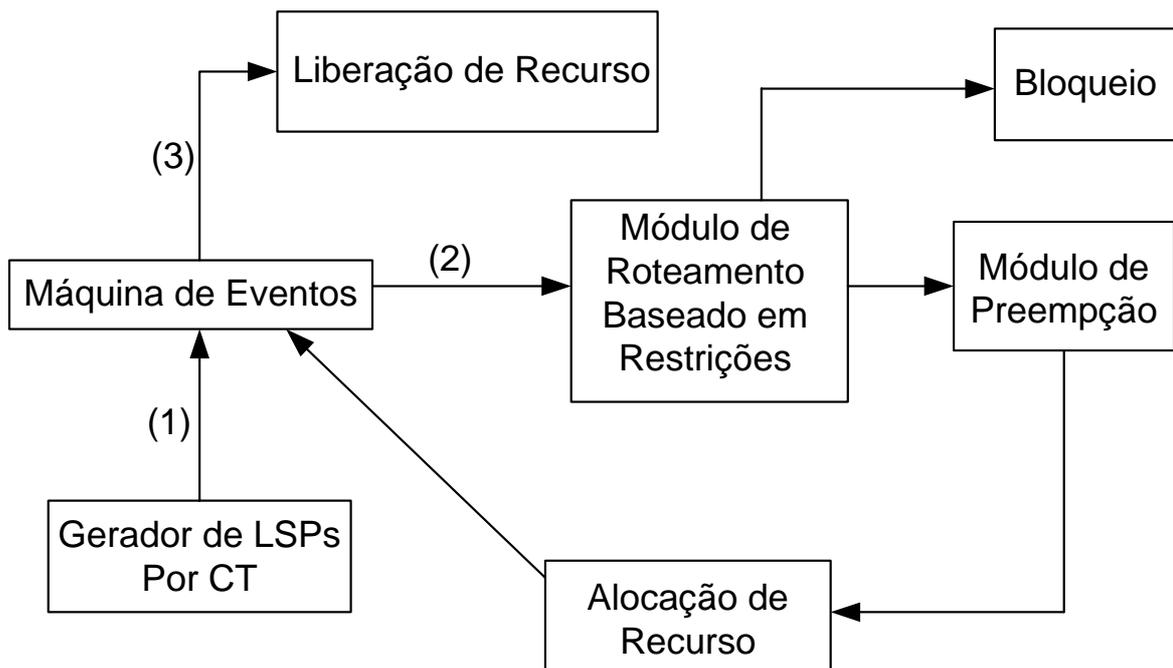 Liberação de Recurso
Bloqueio
(3)
Módulo de
Roteamento
Baseado em
Restrições
(2)
Módulo de
Preempção
Máquina de Eventos
(1)
Gerador de LSPs
Por CT
Alocação de
Recurso